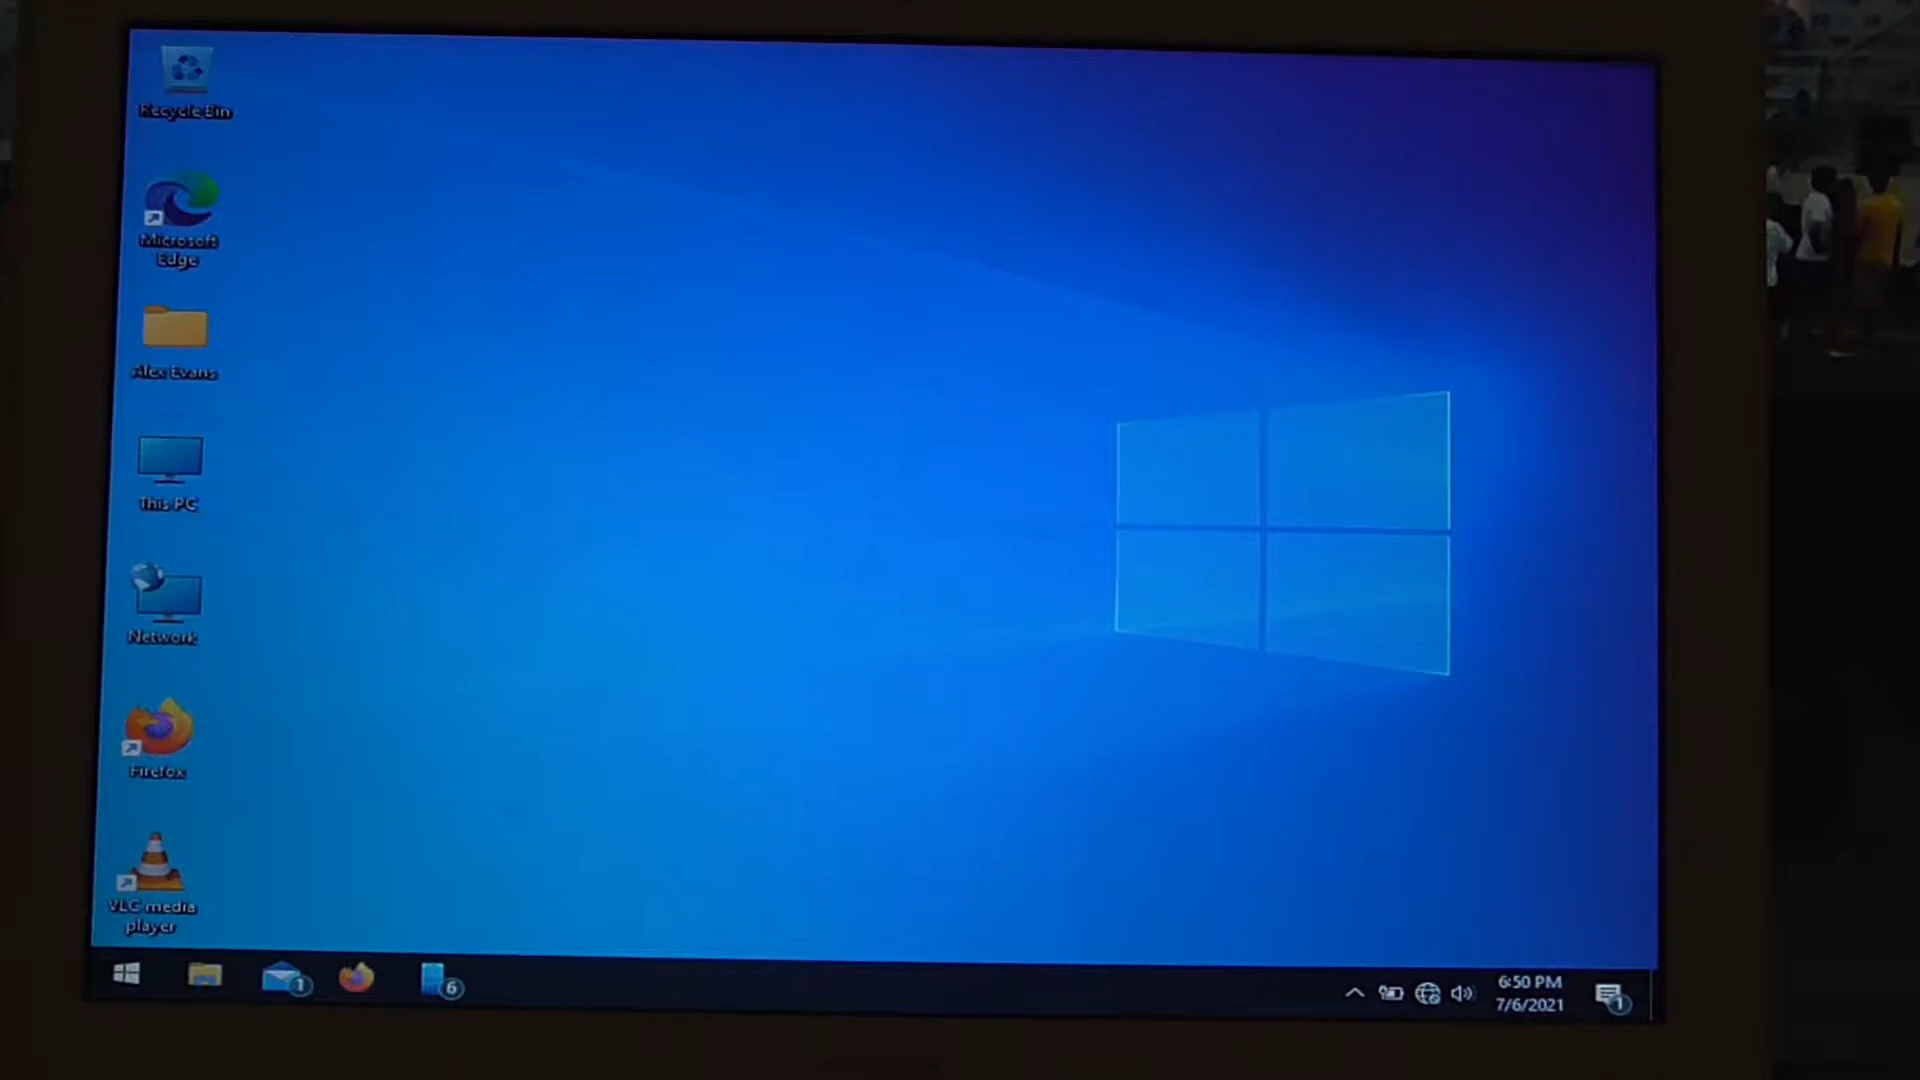 Recycle Bin
Microsoft
Edge
Alex Evans
This PC
Network
Firefox
VLC media
player
1
6
6:50 PM
7/6/2021
1